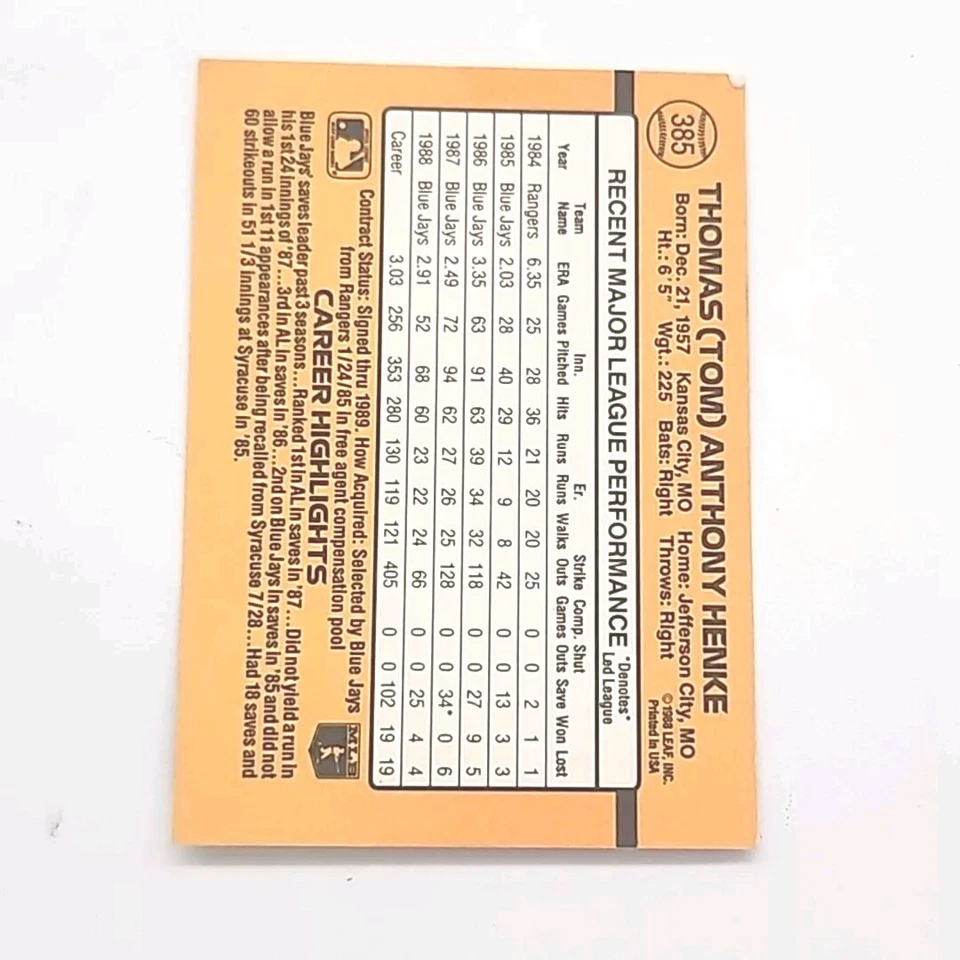 385
THOMAS (TOM) ANTHONY HENKE
Born: Dec. 21, 1957 Kansas City, MO Home: Jefferson City, MO
Ht.: 6'5" Wgt.: 225 Bats: Right Throws: Right
© 1988 LEAF, INC.
Printed in USA
RECENT MAJOR LEAGUE PERFORMANCE *Denotes*
Led League
Team Inn. Er. Strike Comp. Shut
Year Name ERA Games Pitched Hits Runs Runs Walks Outs Games Outs Save Won Lost
1984 Rangers 6.35 25 28 36 21 20 20 25 0 0 2 1 1
1985 Blue Jays 2.03 28 40 29 12 9 8 42 0 0 13 3 3
1986 Blue Jays 3.35 63 91 63 39 34 32 118 0 0 27 9 5
1987 Blue Jays 2.49 72 94 62 27 26 25 128 0 0 34* 0 6
1988 Blue Jays 2.91 52 68 60 23 22 24 66 0 0 25 4 4
Career 3.03 256 353 280 130 119 121 405 0 0 102 19 19
Contract Status: Signed thru 1989. How Acquired: Selected by Blue Jays
from Rangers 1/24/85 in free agent compensation pool
CAREER HIGHLIGHTS
MLB
Blue Jays' saves leader past 3 seasons...Ranked 1st in AL in saves in '87...Did not yield a run in
his 1st 24 innings of '87...3rd in AL in saves in '86...2nd on Blue Jays in saves in '85 and did not
allow a run in 1st 11 appearances after being recalled from Syracuse 7/28...Had 18 saves and
60 strikeouts in 51 1/3 innings at Syracuse in '85.